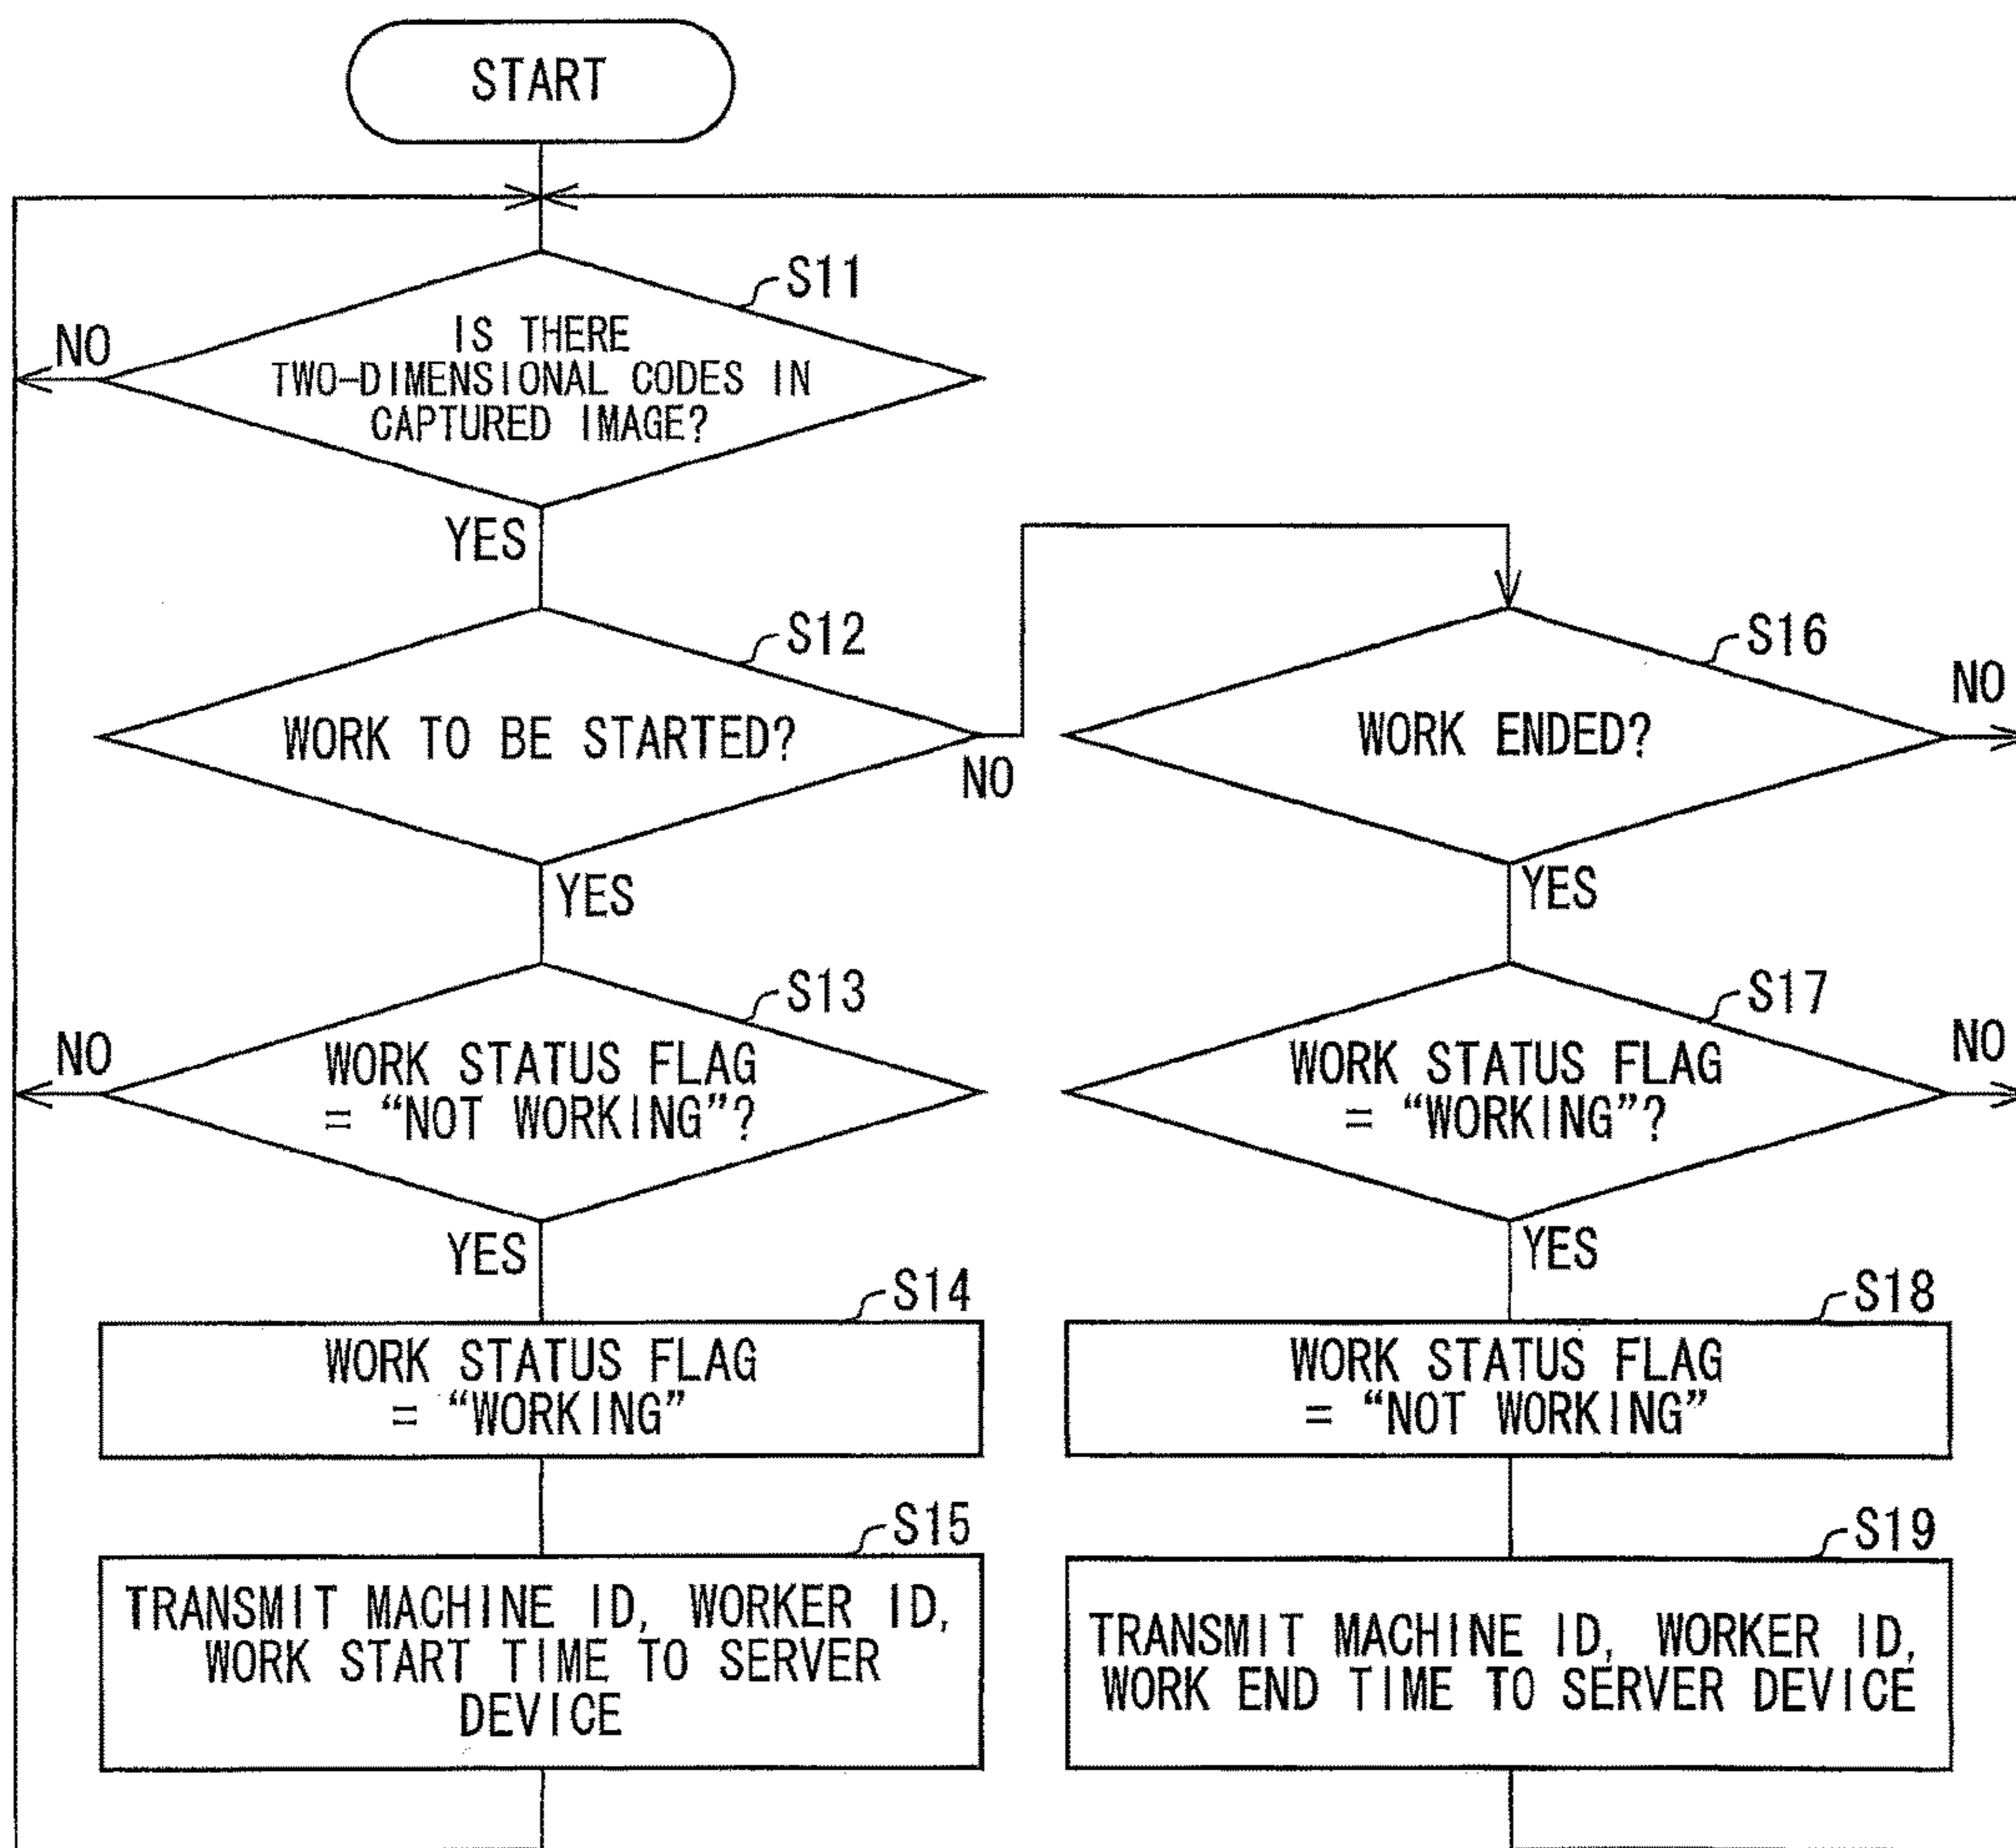 START
S11
NO
IS THERE
TWO-DIMENSIONAL CODES IN
CAPTURED IMAGE?
YES
S12
WORK TO BE STARTED?
NO
YES
S13
NO
WORK STATUS FLAG
= “NOT WORKING”?
YES
S14
WORK STATUS FLAG
= “WORKING”
S15
TRANSMIT MACHINE ID, WORKER ID,
WORK START TIME TO SERVER
DEVICE
S16
NO
WORK ENDED?
YES
S17
NO
WORK STATUS FLAG
= “WORKING”?
YES
S18
WORK STATUS FLAG
= “NOT WORKING”
S19
TRANSMIT MACHINE ID, WORKER ID,
WORK END TIME TO SERVER DEVICE